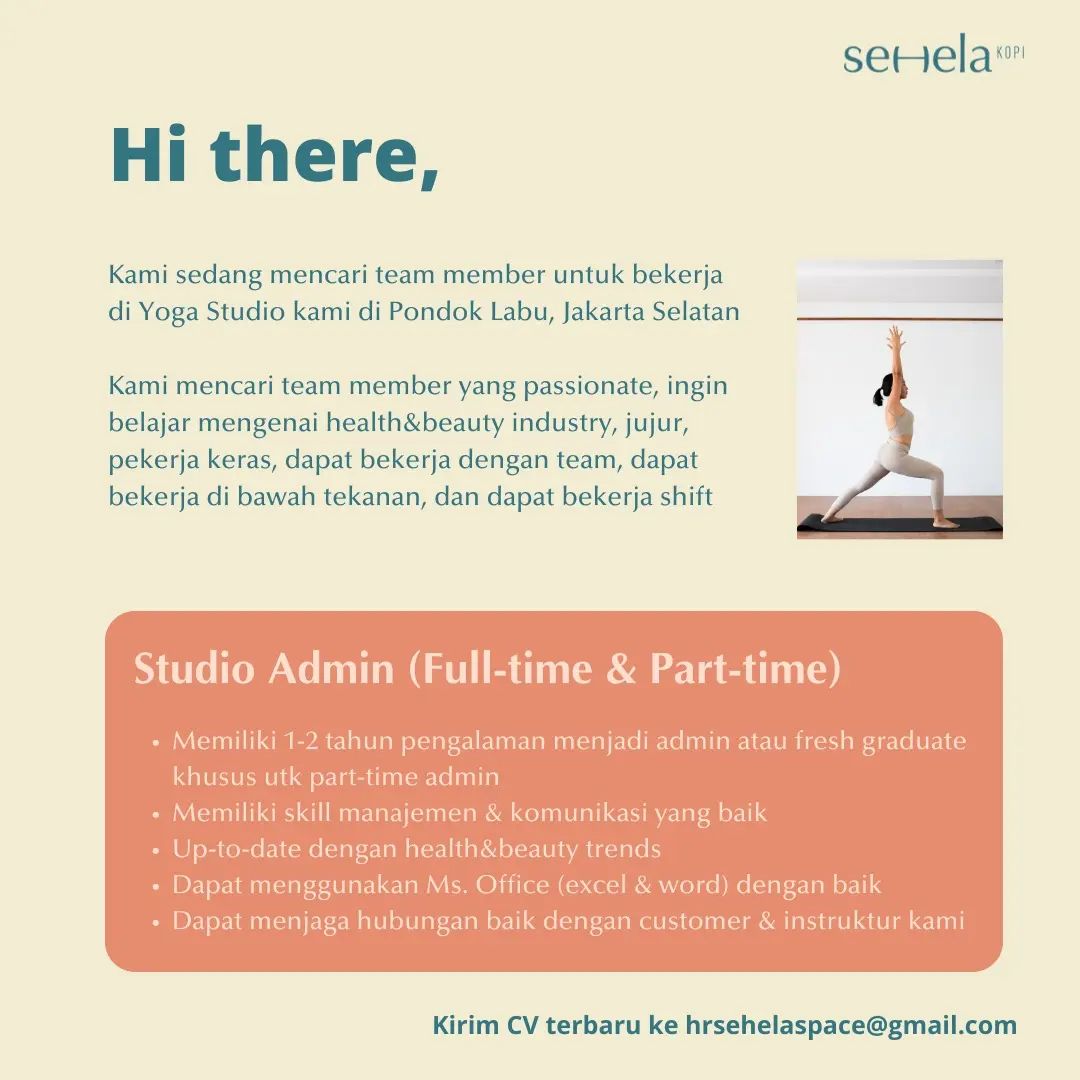 seHela KOPI
Hi there,
Kami sedang mencari team member untuk bekerja
di Yoga Studio kami di Pondok Labu, Jakarta Selatan
Kami mencari team member yang passionate, ingin
belajar mengenai health&beauty industry, jujur,
pekerja keras, dapat bekerja dengan team, dapat
bekerja di bawah tekanan, dan dapat bekerja shift
Studio Admin (Full-time & Part-time)
• Memiliki 1-2 tahun pengalaman menjadi admin atau fresh graduate
khusus utk part-time admin
• Memiliki skill manajemen & komunikasi yang baik
• Up-to-date dengan health&beauty trends
• Dapat menggunakan Ms. Office (excel & word) dengan baik
• Dapat menjaga hubungan baik dengan customer & instruktur kami
Kirim CV terbaru ke hrsehelaspace@gmail.com